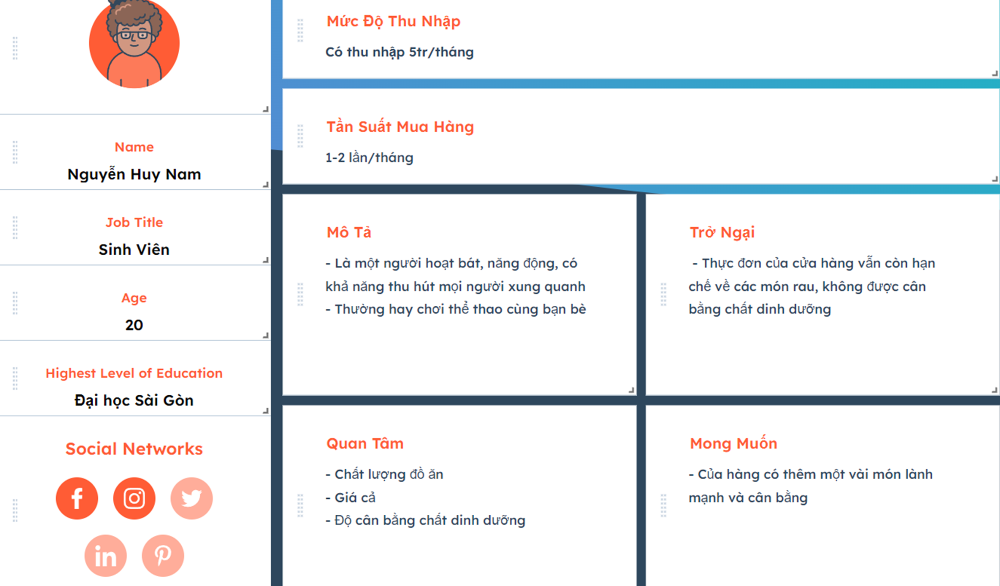 Name
Nguyễn Huy Nam
Job Title
Sinh Viên
Age
20
Highest Level of Education
Đại học Sài Gòn
Social Networks
Mức Độ Thu Nhập
Có thu nhập 5tr/tháng
Tần Suất Mua Hàng
1-2 lần/tháng
Mô Tả
- Là một người hoạt bát, năng động, có
khả năng thu hút mọi người xung quanh
- Thường hay chơi thể thao cùng bạn bè
Trở Ngại
- Thực đơn của cửa hàng vẫn còn hạn
chế về các món rau, không được cân
bằng chất dinh dưỡng
Quan Tâm
- Chất lượng đồ ăn
- Giá cả
- Độ cân bằng chất dinh dưỡng
Mong Muốn
- Của hàng có thêm một vài món lành
mạnh và cân bằng